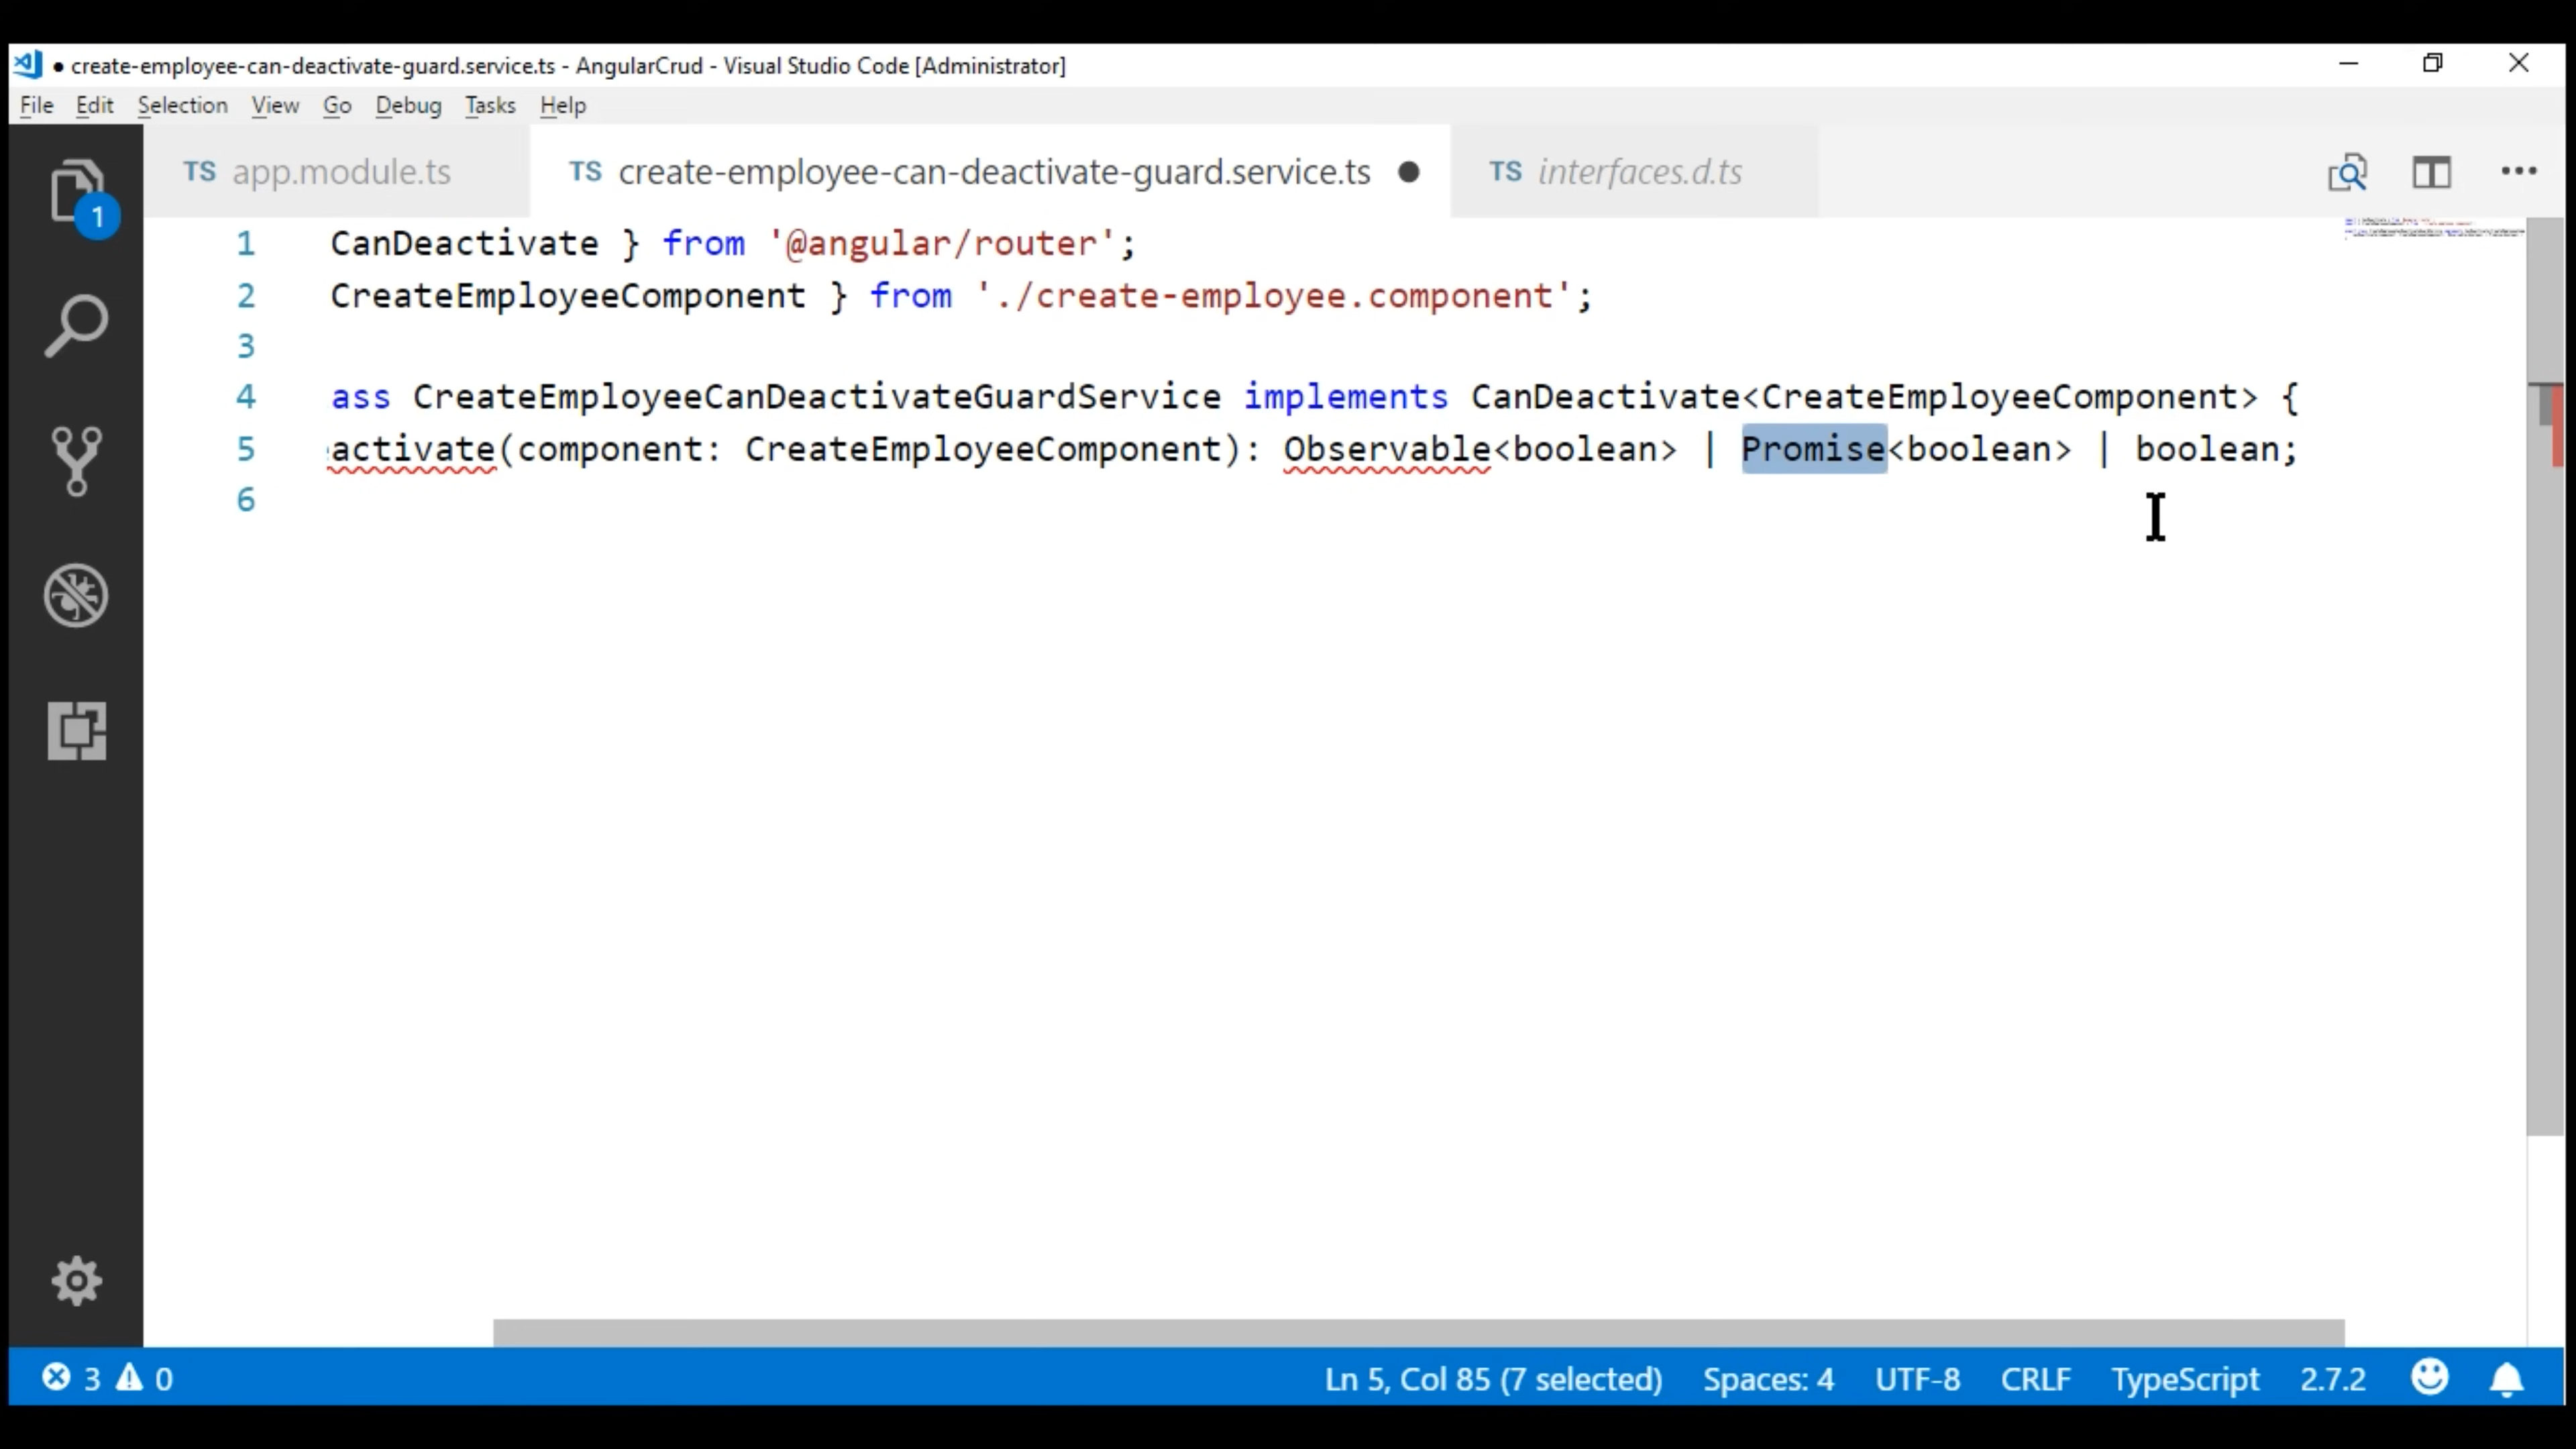 ● create-employee-can-deactivate-guard.service.ts - AngularCrud - Visual Studio Code [Administrator]
File Edit Selection View Go Debug Tasks Help
TS app.module.ts TS create-employee-can-deactivate-guard.service.ts ● TS interfaces.d.ts
1 CanDeactivate } from '@angular/router';
2 CreateEmployeeComponent } from './create-employee.component';
3
4 ass CreateEmployeeCanDeactivateGuardService implements CanDeactivate<CreateEmployeeComponent> {
5 activate(component: CreateEmployeeComponent): Observable<boolean> | Promise<boolean> | boolean;
6
1
3 0 Ln 5, Col 85 (7 selected) Spaces: 4 UTF-8 CRLF TypeScript 2.7.2